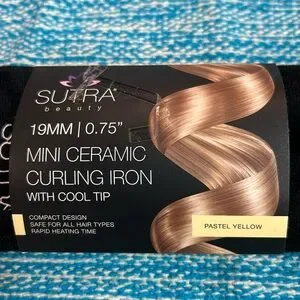 SUTRA
beauty
19MM | 0.75"
MINI CERAMIC
CURLING IRON
WITH COOL TIP
COMPACT DESIGN
SAFE FOR ALL HAIR TYPES
RAPID HEATING TIME
PASTEL YELLOW